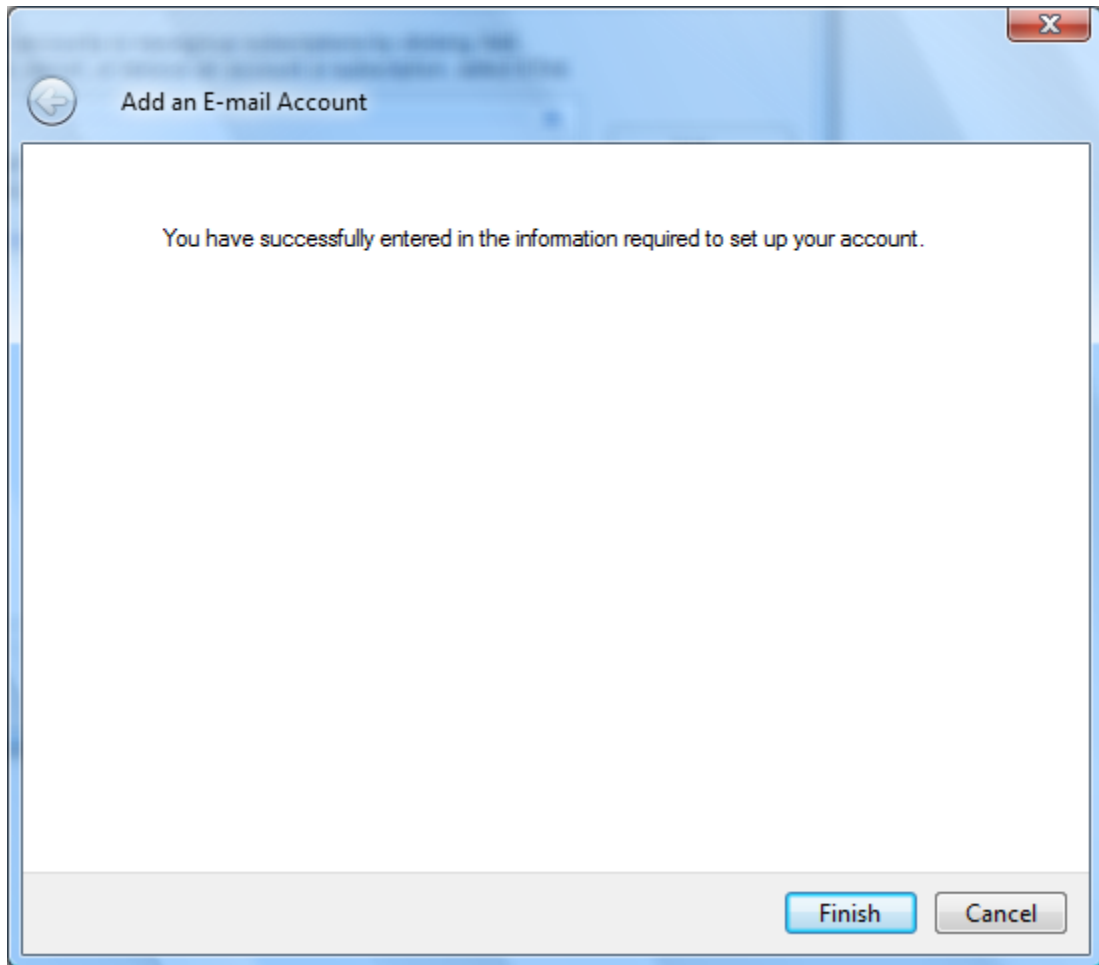 Add an E-mail Account
You have successfully entered in the information required to set up your account.
Finish
Cancel